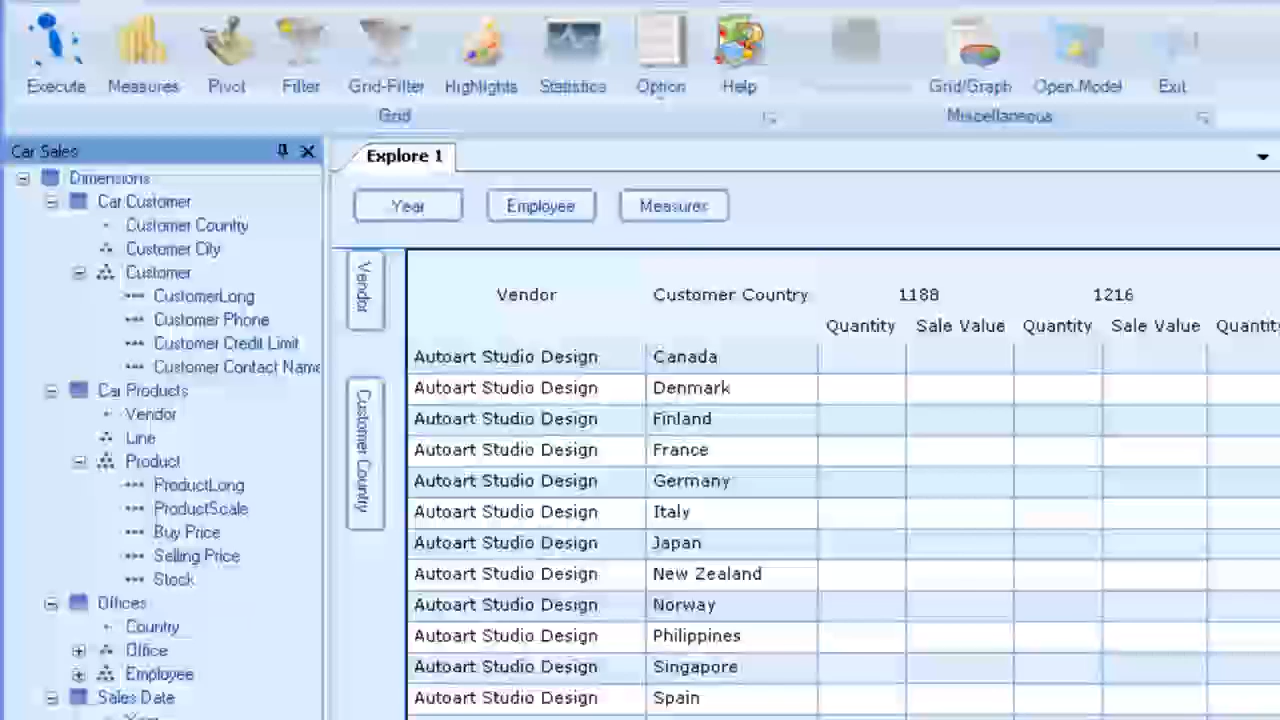 Execute Measures Pivot Filter Grid-Filter Highlights Statistics Option Help Grid/Graph Open Model Exit
Grid Miscellaneous
Car Sales
Explore 1
Dimensions
Car Customer
Customer Country
Customer City
Customer
CustomerLong
Customer Phone
Customer Credit Limit
Customer Contact Name
Car Products
Vendor
Line
Product
ProductLong
ProductScale
Buy Price
Selling Price
Stock
Offices
Country
Office
Employee
Sales Date
Year
Year Employee Measures
Vendor
Customer Country
Vendor Customer Country 1188 1216
Quantity Sale Value Quantity Sale Value Quantity
Autoart Studio Design Canada
Autoart Studio Design Denmark
Autoart Studio Design Finland
Autoart Studio Design France
Autoart Studio Design Germany
Autoart Studio Design Italy
Autoart Studio Design Japan
Autoart Studio Design New Zealand
Autoart Studio Design Norway
Autoart Studio Design Philippines
Autoart Studio Design Singapore
Autoart Studio Design Spain